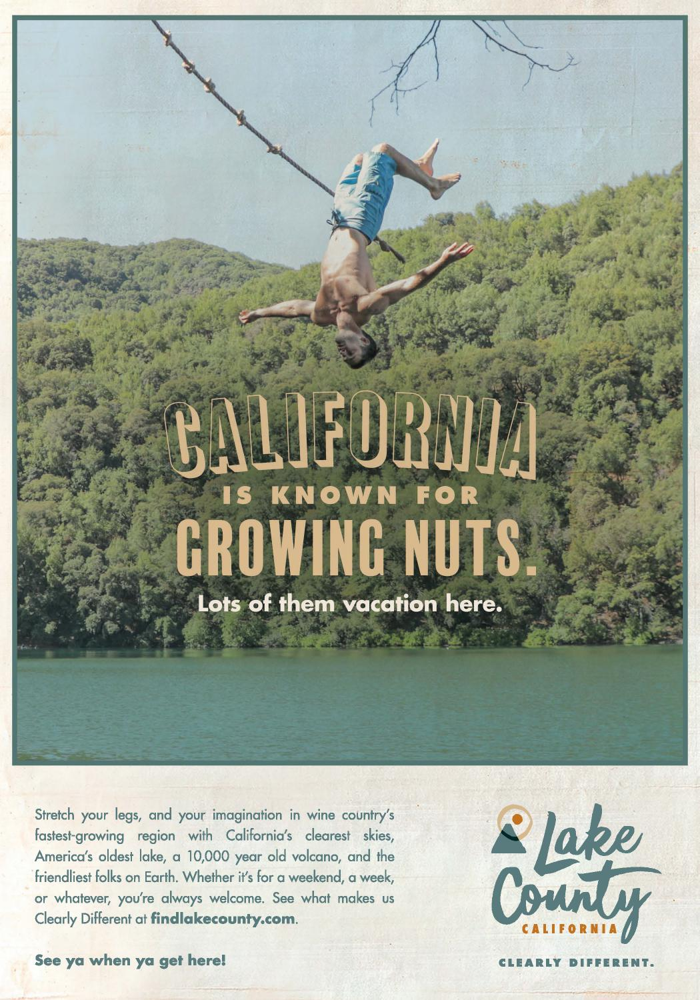 CALIFORNIA
IS KNOWN FOR
GROWING NUTS.
Lots of them vacation here.
Stretch your legs, and your imagination in wine country's
fastest-growing region with California's clearest skies,
America's oldest lake, a 10,000 year old volcano, and the
friendliest folks on Earth. Whether it's for a weekend, a week,
or whatever, you're always welcome. See what makes us
Clearly Different at findlakecounty.com.
See ya when ya get here!
Lake
County
CALIFORNIA
CLEARLY DIFFERENT.